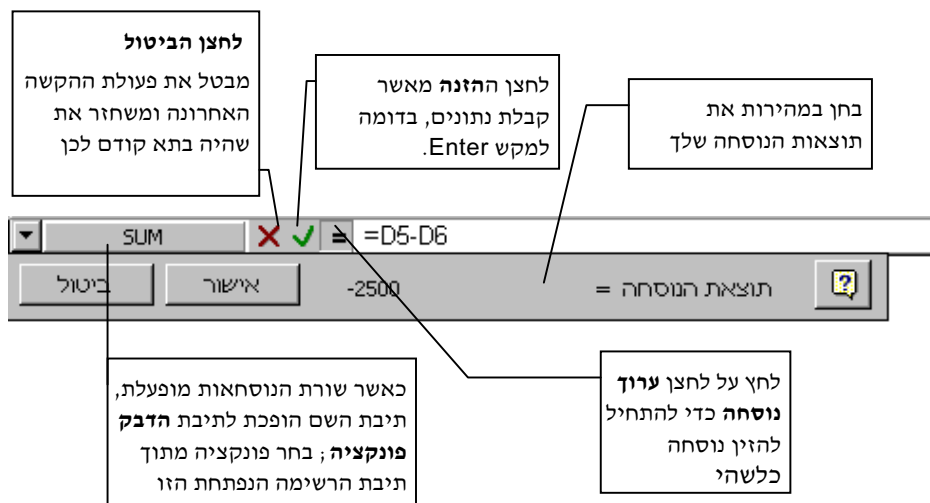 לחצן הביטול
מבטל את פעולת ההקשה
האחרונה ומשחזר את
שהיה בתא קודם לכן
לחצן ההזנה מאשר
קבלת נתונים, בדומה
למקש Enter.
בחן במהירות את
תוצאות הנוסחה שלך
SUM
= =D5-D6
תוצאת הנוסחה = -2500
אישור
ביטול
כאשר שורת הנוסחאות מופעלת,
תיבת השם הופכת לתיבת הדבק
פונקציה; בחר פונקציה מתוך
תיבת הרשימה הנפתחת הזו
לחץ על לחצן ערוך
נוסחה כדי להתחיל
להזין נוסחה
כלשהי